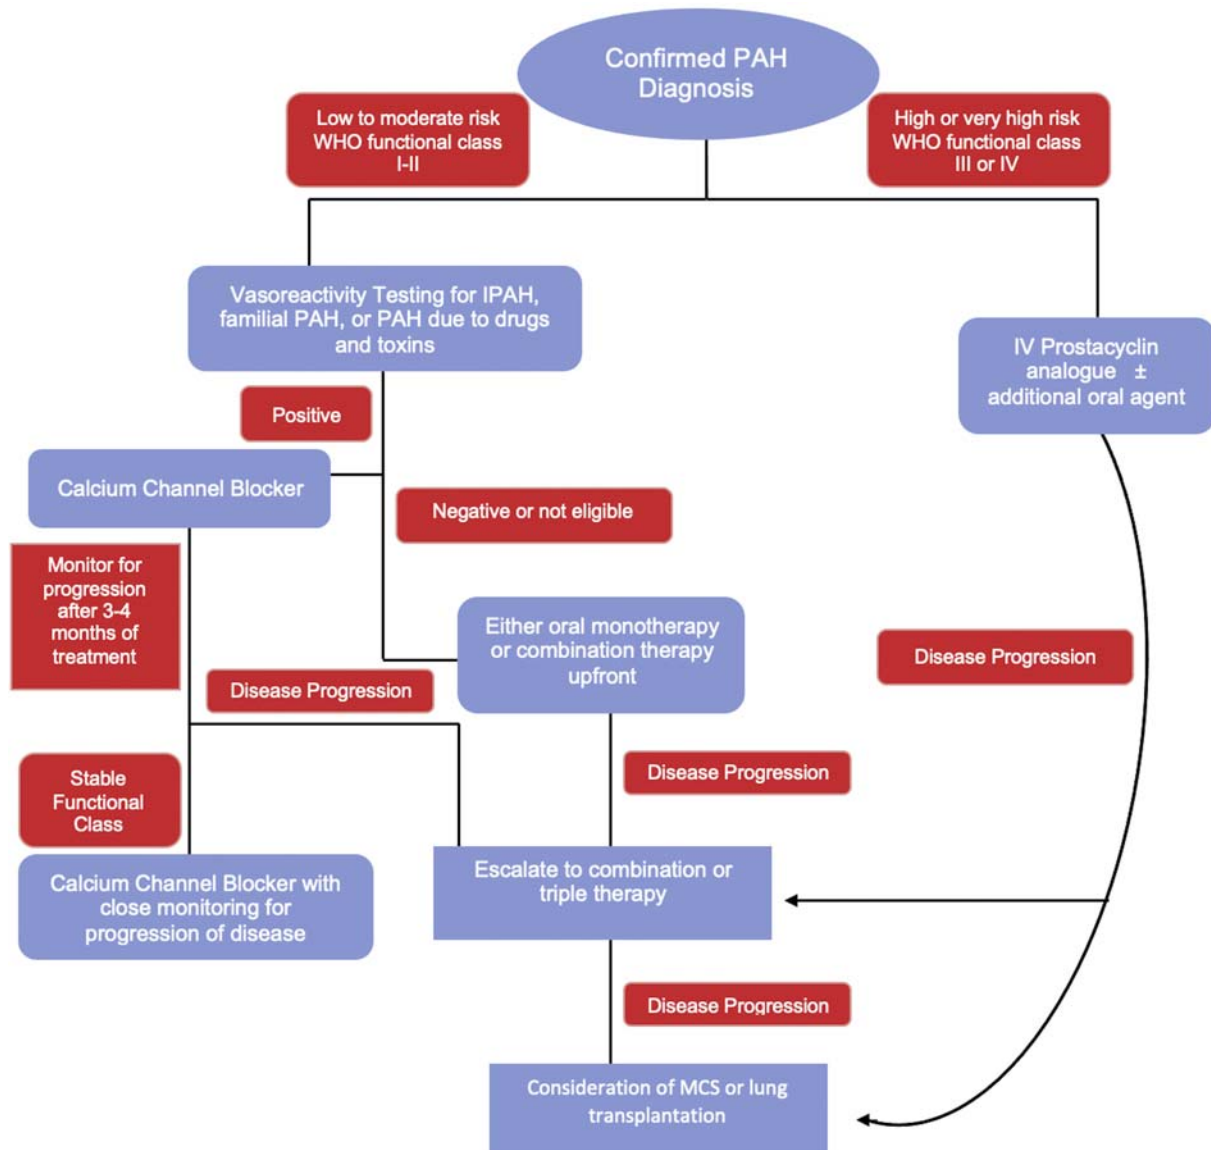 Confirmed PAH
Diagnosis
Low to moderate risk
WHO functional class
I-II
High or very high risk
WHO functional class
III or IV
Vasoreactivity Testing for IPAH,
familial PAH, or PAH due to drugs
and toxins
IV Prostacyclin
analogue ±
additional oral agent
Positive
Calcium Channel Blocker
Negative or not eligible
Monitor for
progression
after 3-4
months of
treatment
Either oral monotherapy
or combination therapy
upfront
Disease Progression
Disease Progression
Disease Progression
Stable
Functional
Class
Escalate to combination or
triple therapy
Calcium Channel Blocker with
close monitoring for
progression of disease
Disease Progression
Consideration of MCS or lung
transplantation